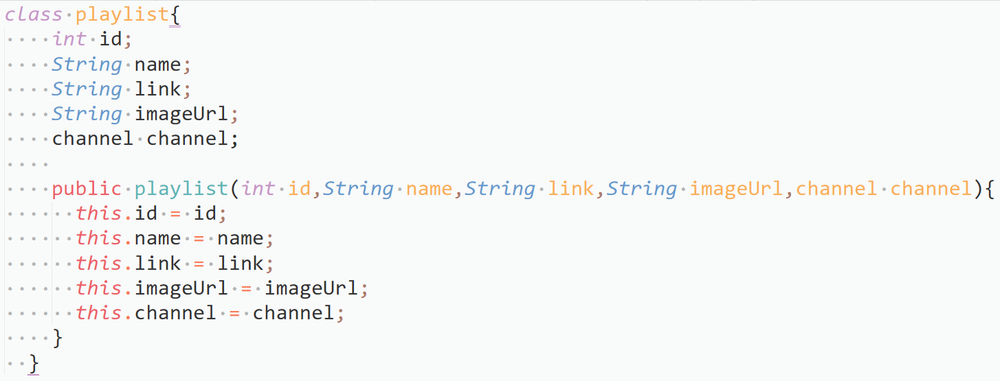 class playlist{
    int id;
    String name;
    String link;
    String imageUrl;
    channel channel;
    
    public playlist(int id,String name,String link,String imageUrl,channel channel){
      this.id = id;
      this.name = name;
      this.link = link;
      this.imageUrl = imageUrl;
      this.channel = channel;
    }
  }